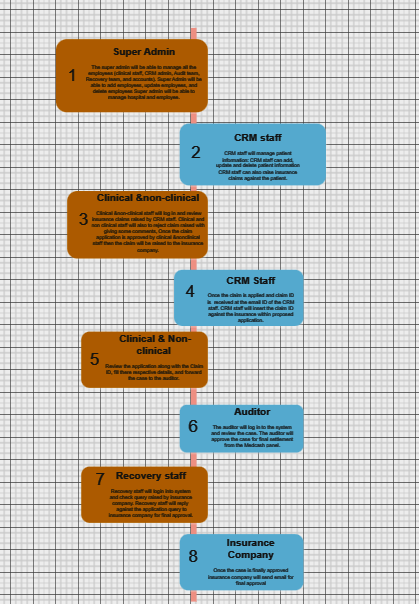 Super Admin
1
The super admin will be able to manage all the
employees (clinical staff, CRM admin, Audit team,
Recovery team, and accounts). Super Admin will be
able to add employees, update employees, and
delete employees Super admin will be able to
manage hospital and employee.
CRM staff
2
CRM staff will manage patient
information: CRM staff can add,
update and delete patient information
CRM staff can also raise insurance
claims against the patient.
Clinical &non-clinical
3
Clinical &non-clinical staff will log in and review
insurance claims raised by CRM staff. Clinical and
non clinical staff will also to reject claim raised with
giving some comments, Once the claim
application is approved by clinical &nonclinical
staff then the claim will be raised to the insurance
company.
CRM Staff
4
Once the claim is applied and claim ID
is received at the email ID of the CRM
staff. CRM staff will insert the claim ID
against the insurance within proposed
application.
Clinical & Non-
clinical
5
Review the application along with the Claim
ID, fill there respective details, and forward
the case to the auditor.
Auditor
6
The auditor will log in to the system
and review the case. The auditor will
approve the case for final settlement
from the Medcash panel.
7
Recovery staff
Recovery staff will login into system
and check query raised by insurance
company. Recovery staff will reply
against the application query to
insurance company for final approval.
Insurance
Company
8
Once the case is finally approved
insurance company will send email for
final approval